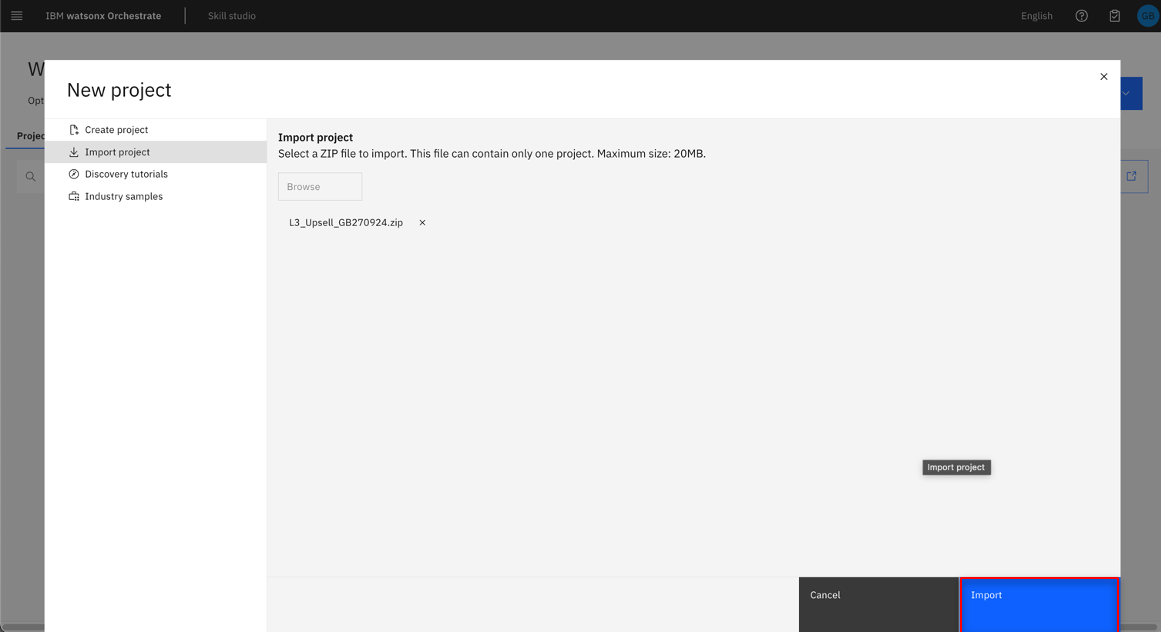 IBM watsonx Orchestrate
Skill studio
English
GB
W
Opt
Projec
New project
Create project
Import project
Discovery tutorials
Industry samples
Import project
Select a ZIP file to import. This file can contain only one project. Maximum size: 20MB.
Browse
L3_Upsell_GB270924.zip
Import project
Cancel
Import